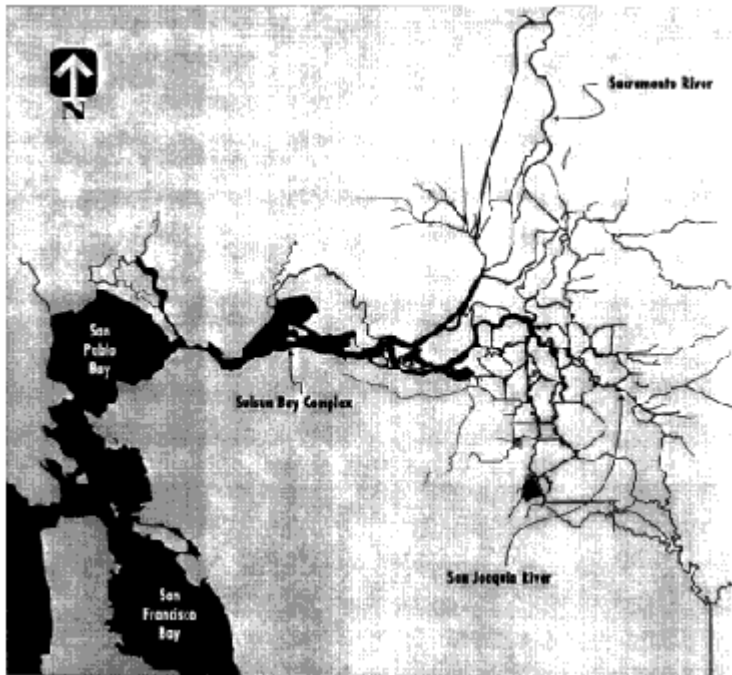 N
Sacramento River
San
Pablo
Bay
Suisun Bay Complex
San Joaquin River
San
Francisco
Bay